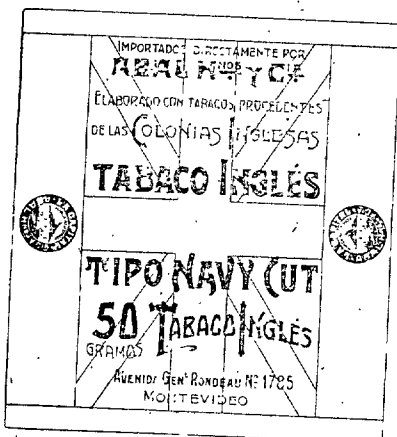 IMPORTADO DIRECTAMENTE POR
ABAL HNOS Y CIA
ELABORADO CON TABACOS PROCEDENTES
DE LAS COLONIAS INGLESAS
TABACO INGLÉS
TIPO NAVY CUT
50 TABACO INGLÉS
GRAMOS
AVENIDA GENL RONDEAU Nº 1785
MONTEVIDEO